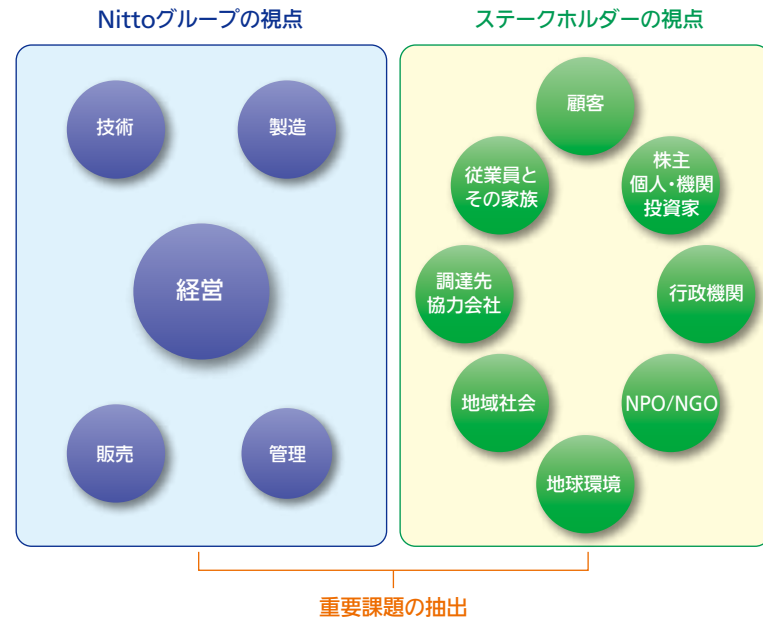 Nittoグループの視点
技術
製造
経営
販売
管理
ステークホルダーの視点
顧客
従業員と
その家族
株主
個人・機関
投資家
調達先
協力会社
行政機関
地域社会
NPO/NGO
地球環境
重要課題の抽出